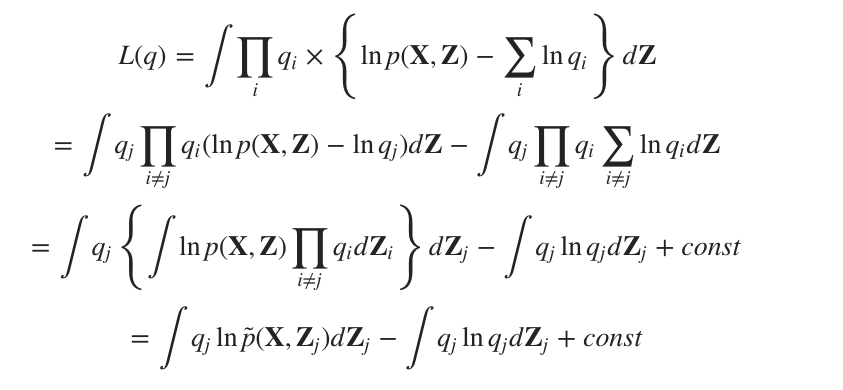 L(q) = ∫ ∏_i q_i × { ln p(𝐗, 𝐙) − ∑_i ln q_i } d𝐙
= ∫ q_j ∏_{i≠j} q_i (ln p(𝐗, 𝐙) − ln q_j) d𝐙 − ∫ q_j ∏_{i≠j} q_i ∑_{i≠j} ln q_i d𝐙
= ∫ q_j { ∫ ln p(𝐗, 𝐙) ∏_{i≠j} q_i d𝐙_i } d𝐙_j − ∫ q_j ln q_j d𝐙_j + const
= ∫ q_j ln p̃(𝐗, 𝐙_j) d𝐙_j − ∫ q_j ln q_j d𝐙_j + const